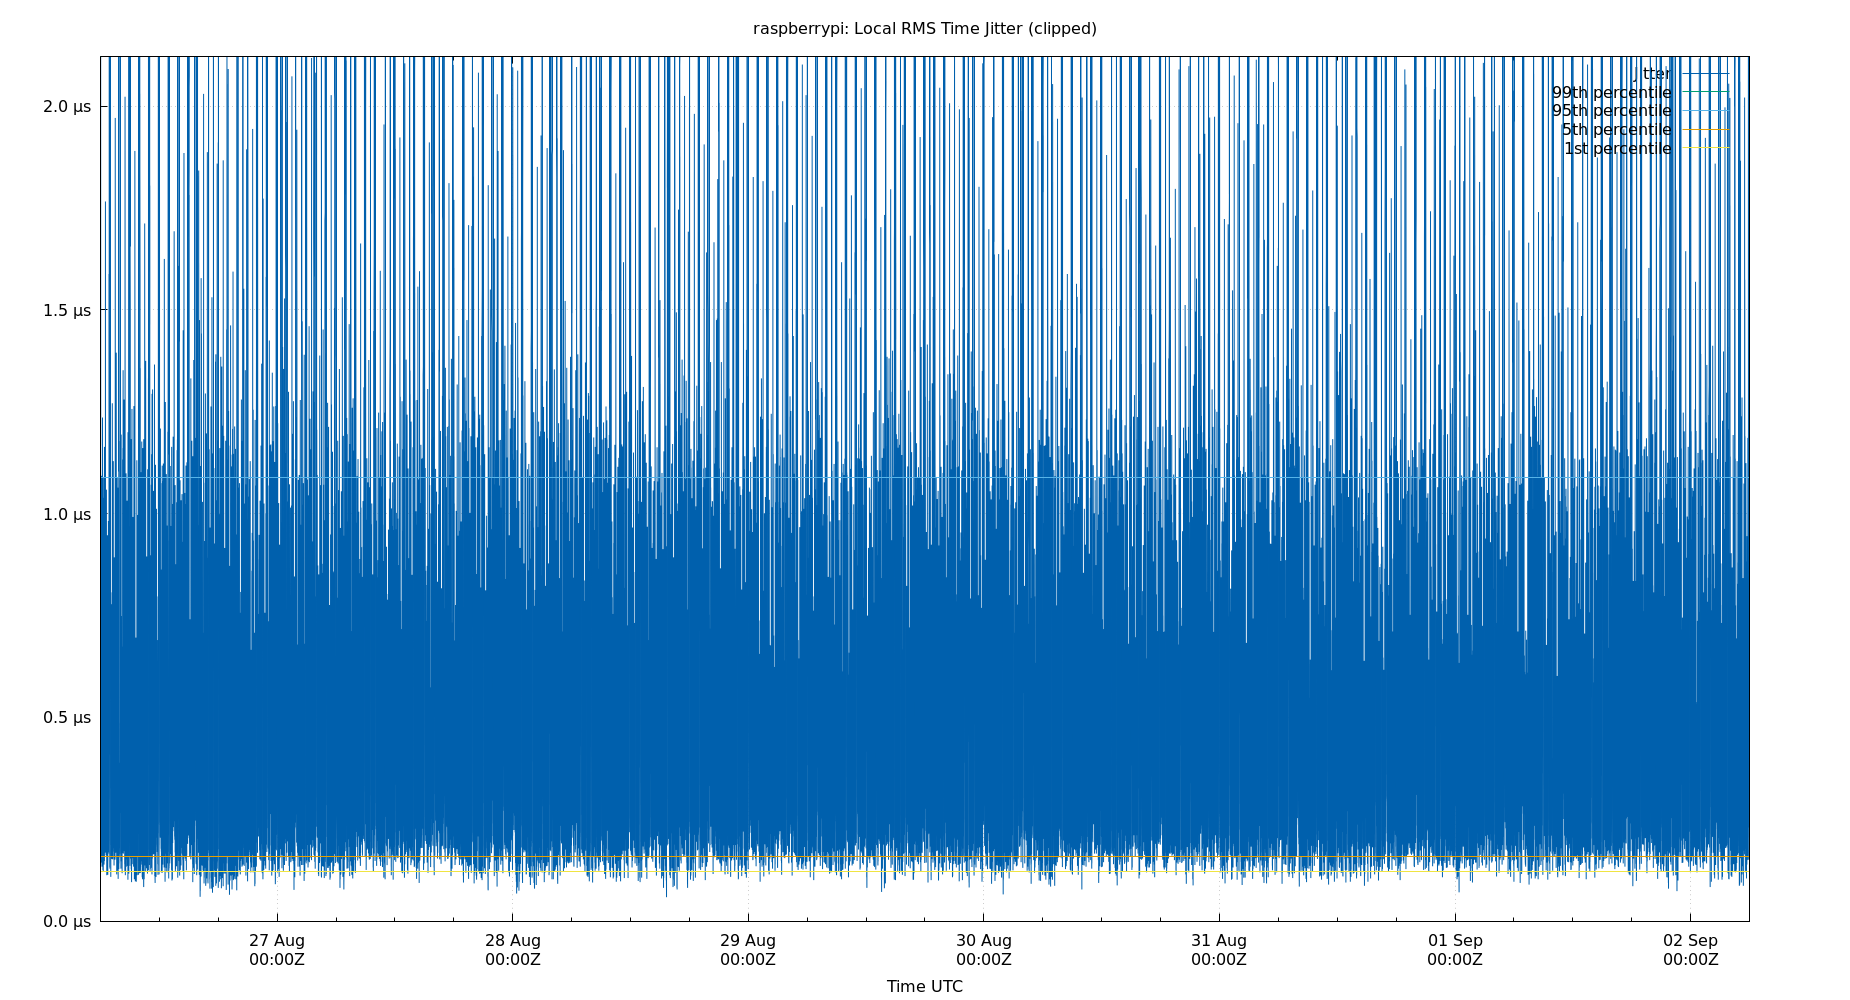 raspberrypi: Local RMS Time Jitter (clipped)
jitter
99th percentile
95th percentile
5th percentile
1st percentile
2.0 µs
1.5 µs
1.0 µs
0.5 µs
0.0 µs
27 Aug
00:00Z
28 Aug
00:00Z
29 Aug
00:00Z
30 Aug
00:00Z
31 Aug
00:00Z
01 Sep
00:00Z
02 Sep
00:00Z
Time UTC